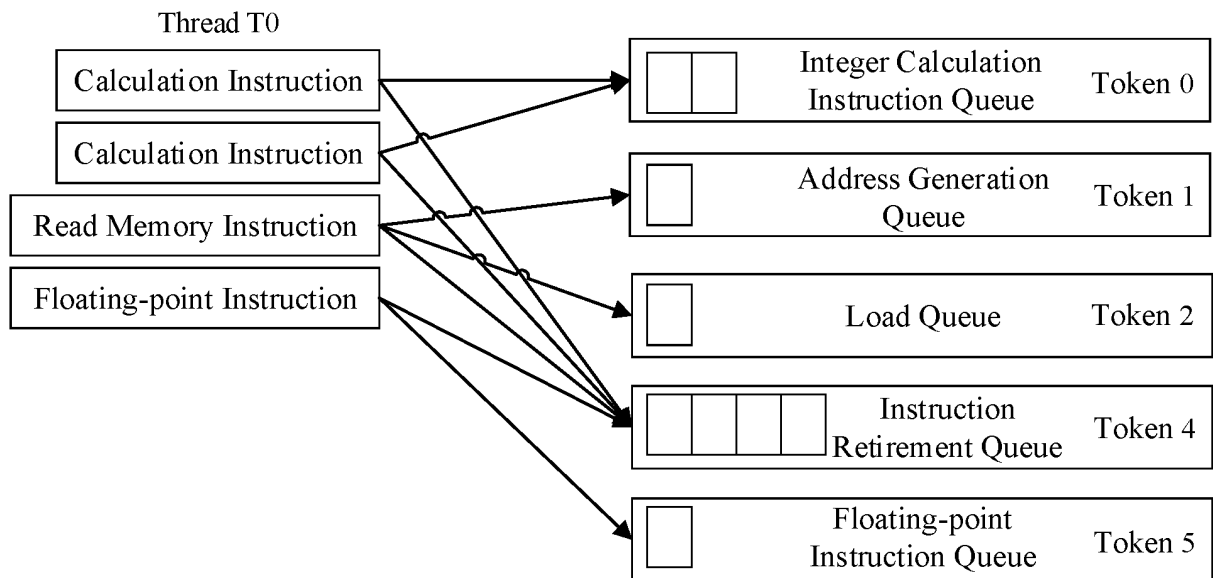 Thread T0
Calculation Instruction
Calculation Instruction
Read Memory Instruction
Floating-point Instruction
Integer Calculation
Instruction Queue
Token 0
Address Generation
Queue
Token 1
Load Queue
Token 2
Instruction
Retirement Queue
Token 4
Floating-point
Instruction Queue
Token 5